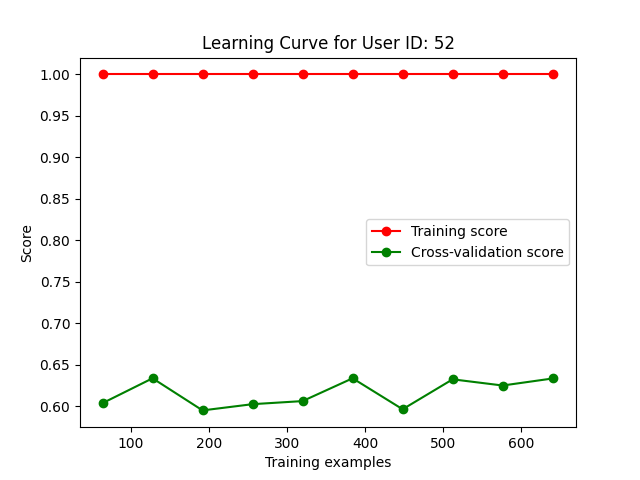 Learning Curve for User ID: 52
1.00
0.95
0.90
0.85
0.80
0.75
0.70
0.65
0.60
Score
Training score
Cross-validation score
100 200 300 400 500 600
Training examples